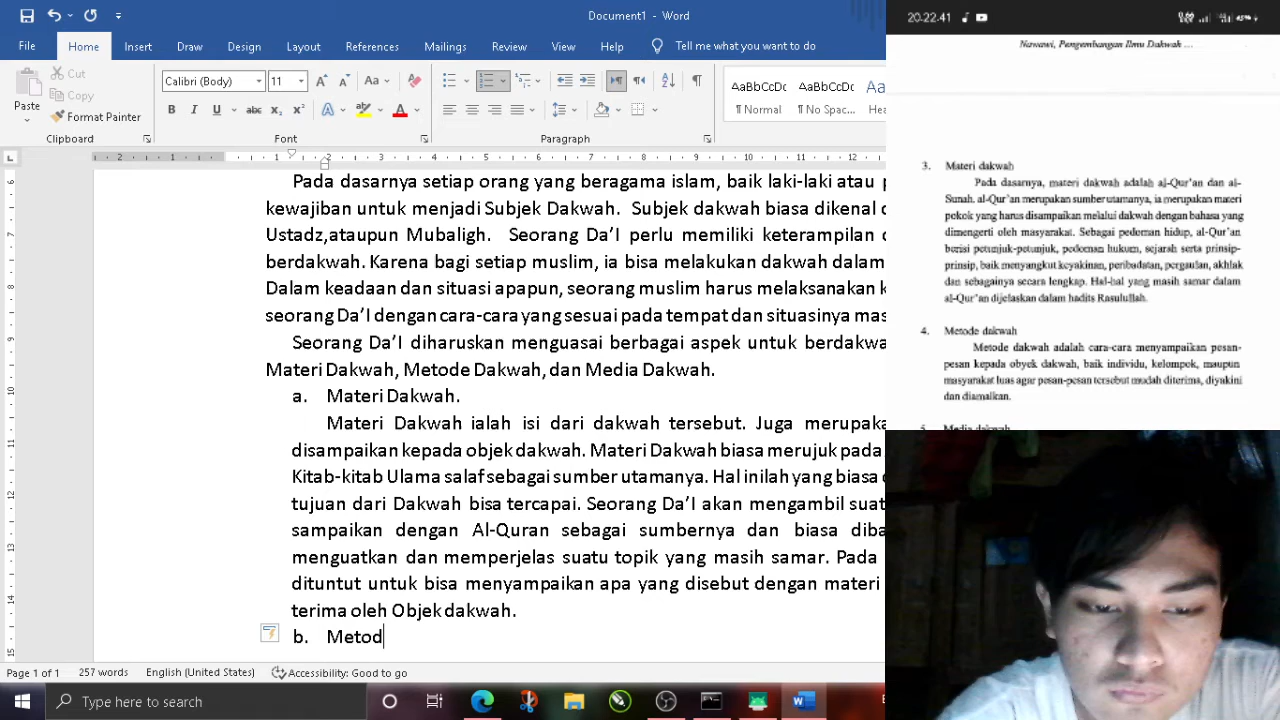 Document1 - Word
File
Home
Insert
Draw
Design
Layout
References
Mailings
Review
View
Help
Tell me what you want to do
Paste
Cut
Copy
Format Painter
Clipboard
Calibri (Body)
11
Font
Paragraph
AaBbCcDc
¶ Normal
AaBbCcDc
¶ No Spac...
AaBbC
Hea
Pada dasarnya setiap orang yang beragama islam, baik laki-laki atau p
kewajiban untuk menjadi Subjek Dakwah. Subjek dakwah biasa dikenal d
Ustadz,ataupun Mubaligh. Seorang Da'I perlu memiliki keterampilan d
berdakwah. Karena bagi setiap muslim, ia bisa melakukan dakwah dalam
Dalam keadaan dan situasi apapun, seorang muslim harus melaksanakan k
seorang Da'I dengan cara-cara yang sesuai pada tempat dan situasinya mas
Seorang Da'I diharuskan menguasai berbagai aspek untuk berdakwa
Materi Dakwah, Metode Dakwah, dan Media Dakwah.
a. Materi Dakwah.
Materi Dakwah ialah isi dari dakwah tersebut. Juga merupaka
disampaikan kepada objek dakwah. Materi Dakwah bisa merujuk pada
Kitab-kitab Ulama salaf sebagai sumber utamanya. Hal inilah yang biasa d
tujuan dari Dakwah bisa tercapai. Seorang Da'I akan mengambil suat
sampaikan dengan Al-Quran sebagai sumbernya dan biasa diba
menguatkan dan memperjelas suatu topik yang masih samar. Pada
dituntut untuk bisa menyampaikan apa yang disebut dengan materi
terima oleh Objek dakwah.
b. Metod
Page 1 of 1
257 words
English (United States)
Accessibility: Good to go
Type here to search
20.22.41
45%
Nawawi, Pengembangan Ilmu Dakwah ...
3. Materi dakwah
Pada dasarnya, materi dakwah adalah al-Qur'an dan al-
Sunah. al-Qur'an merupakan sumber utamanya, ia merupakan materi
pokok yang harus disampaikan melalui dakwah dengan bahasa yang
dimengerti oleh masyarakat. Sebagai pedoman hidup, al-Qur'an
berisi petunjuk-petunjuk, pedoman hukum, sejarah serta prinsip-
prinsip, baik menyangkut keyakinan, peribadatan, pergaulan, akhlak
dan sebagainya secara lengkap. Hal-hal yang masih samar dalam
al-Qur'an dijelaskan dalam hadits Rasulullah.
4. Metode dakwah
Metode dakwah adalah cara-cara menyampaikan pesan-
pesan kepada obyek dakwah, baik individu, kelompok, maupun
masyarakat luas agar pesan-pesan tersebut mudah diterima, diyakini
dan diamalkan.
5. Media dakwah